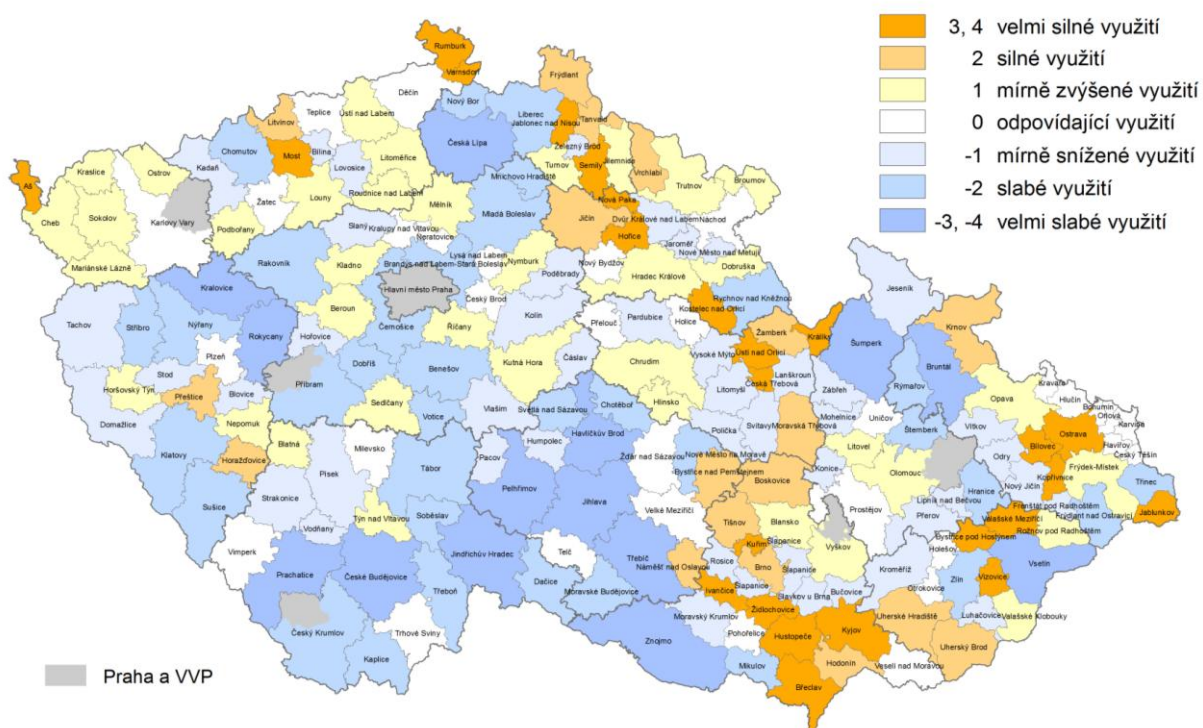 3, 4 velmi silné využití
2 silné využití
1 mírně zvýšené využití
0 odpovídající využití
-1 mírně snížené využití
-2 slabé využití
-3, -4 velmi slabé využití
Rumburk
Varnsdorf
Děčín
Frýdlant
Teplice
Ústí nad Labem
Nový Bor
Liberec
Jablonec nad Nisou
Tanvald
Litvínov
Bílina
Most
Chomutov
Kadaň
Lovosice
Litoměřice
Česká Lípa
Železný Brod
Semily
Jilemnice
Vrchlabí
Turnov
Trutnov
Broumov
Aš
Kraslice
Ostrov
Karlovy Vary
Sokolov
Cheb
Mariánské Lázně
Žatec
Louny
Podbořany
Roudnice nad Labem
Mělník
Mnichovo Hradiště
Mladá Boleslav
Jičín
Nová Paka
Dvůr Králové nad Labem
Hořice
Náchod
Jaroměř
Nové Město nad Metují
Slaný
Kralupy nad Vltavou
Neratovice
Rakovník
Kladno
Brandýs nad Labem-Stará Boleslav
Lysá nad Labem
Nymburk
Poděbrady
Nový Bydžov
Hradec Králové
Dobruška
Hlavní město Praha
Český Brod
Kolín
Kralovice
Beroun
Černošice
Říčany
Kutná Hora
Čáslav
Přelouč
Pardubice
Holice
Kostelec nad Orlicí
Rychnov nad Kněžnou
Jeseník
Tachov
Stříbro
Nýřany
Rokycany
Hořovice
Plzeň
Příbram
Dobříš
Benešov
Chrudim
Vysoké Mýto
Žamberk
Ústí nad Orlicí
Česká Třebová
Králíky
Lanškroun
Šumperk
Bruntál
Krnov
Rýmařov
Stod
Horšovský Týn
Přeštice
Blovice
Nepomuk
Sedlčany
Votice
Vlašim
Světlá nad Sázavou
Chotěboř
Hlinsko
Litomyšl
Polička
Svitavy
Moravská Třebová
Zábřeh
Mohelnice
Uničov
Šternberk
Opava
Kravaře
Hlučín
Bohumín
Orlová
Karviná
Havířov
Český Těšín
Ostrava
Bílovec
Vítkov
Odry
Kopřivnice
Nový Jičín
Frýdek-Místek
Třinec
Jablunkov
Domažlice
Klatovy
Horažďovice
Blatná
Milevsko
Písek
Tábor
Pacov
Humpolec
Havlíčkův Brod
Žďár nad Sázavou
Nové Město na Moravě
Bystřice nad Pernštejnem
Boskovice
Konice
Litovel
Olomouc
Lipník nad Bečvou
Hranice
Frenštát pod Radhoštěm
Frýdlant nad Ostravicí
Valašské Meziříčí
Rožnov pod Radhoštěm
Bystřice pod Hostýnem
Sušice
Strakonice
Vodňany
Týn nad Vltavou
Soběslav
Pelhřimov
Jihlava
Velké Meziříčí
Tišnov
Blansko
Šlapanice
Vyškov
Prostějov
Přerov
Holešov
Vsetín
Vimperk
Prachatice
České Budějovice
Jindřichův Hradec
Telč
Třebíč
Náměšť nad Oslavou
Kuřim
Rosice
Brno
Šlapanice
Šlapanice
Ivančice
Slavkov u Brna
Bučovice
Kroměříž
Otrokovice
Zlín
Vizovice
Luhačovice
Valašské Klobouky
Český Krumlov
Kaplice
Trhové Sviny
Třeboň
Dačice
Moravské Budějovice
Znojmo
Moravský Krumlov
Pohořelice
Židlochovice
Hustopeče
Kyjov
Uherské Hradiště
Uherský Brod
Mikulov
Břeclav
Hodonín
Veselí nad Moravou
Praha a VVP